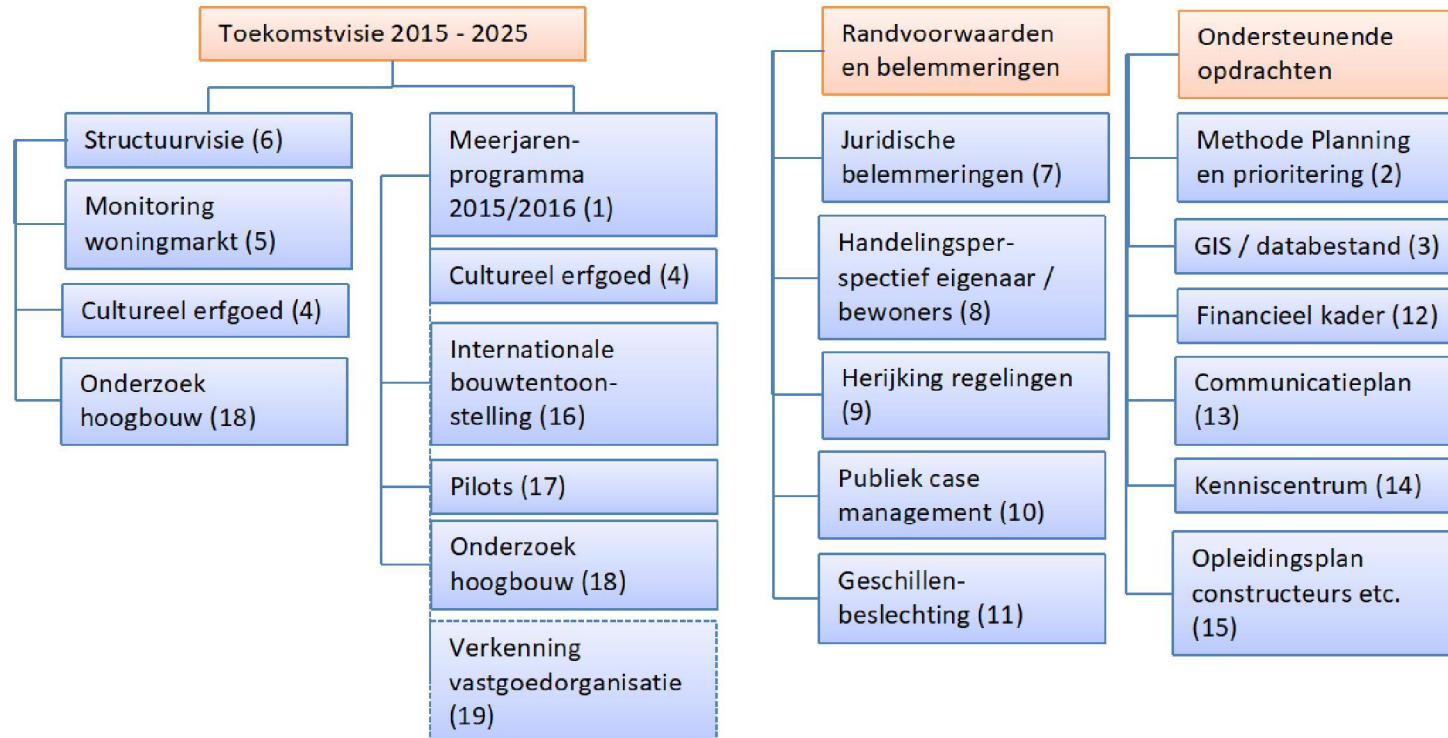 Toekomstvisie 2015 - 2025
Structuurvisie (6)
Monitoring
woningmarkt (5)
Cultureel erfgoed (4)
Onderzoek
hoogbouw (18)
Meerjaren-
programma
2015/2016 (1)
Cultureel erfgoed (4)
Internationale
bouwtentoon-
stelling (16)
Pilots (17)
Onderzoek
hoogbouw (18)
Verkenning
vastgoedorganisatie
(19)
Randvoorwaarden
en belemmeringen
Juridische
belemmeringen (7)
Handelingsper-
spectief eigenaar /
bewoners (8)
Herijking regelingen
(9)
Publiek case
management (10)
Geschillen-
beslechting (11)
Ondersteunende
opdrachten
Methode Planning
en prioritering (2)
GIS / databestand (3)
Financieel kader (12)
Communicatieplan
(13)
Kenniscentrum (14)
Opleidingsplan
constructeurs etc.
(15)